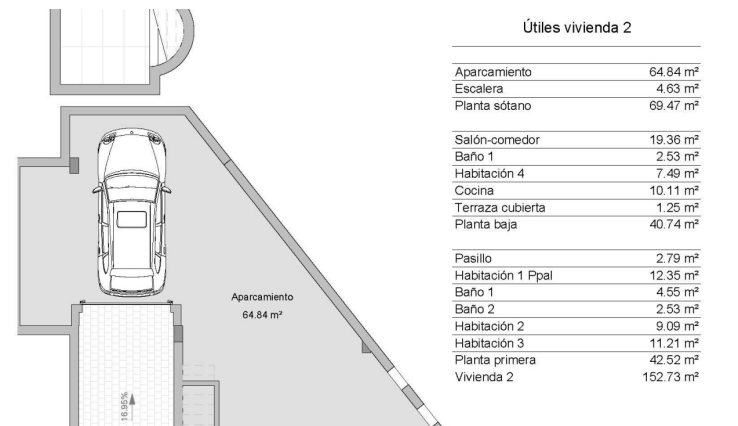 Útiles vivienda 2
Aparcamiento 64.84 m²
Escalera 4.63 m²
Planta sótano 69.47 m²
Salón-comedor 19.36 m²
Baño 1 2.53 m²
Habitación 4 7.49 m²
Cocina 10.11 m²
Terraza cubierta 1.25 m²
Planta baja 40.74 m²
Pasillo 2.79 m²
Habitación 1 Ppal 12.35 m²
Baño 1 4.55 m²
Baño 2 2.53 m²
Habitación 2 9.09 m²
Habitación 3 11.21 m²
Planta primera 42.52 m²
Vivienda 2 152.73 m²
Aparcamiento
64.84 m²
16.95%